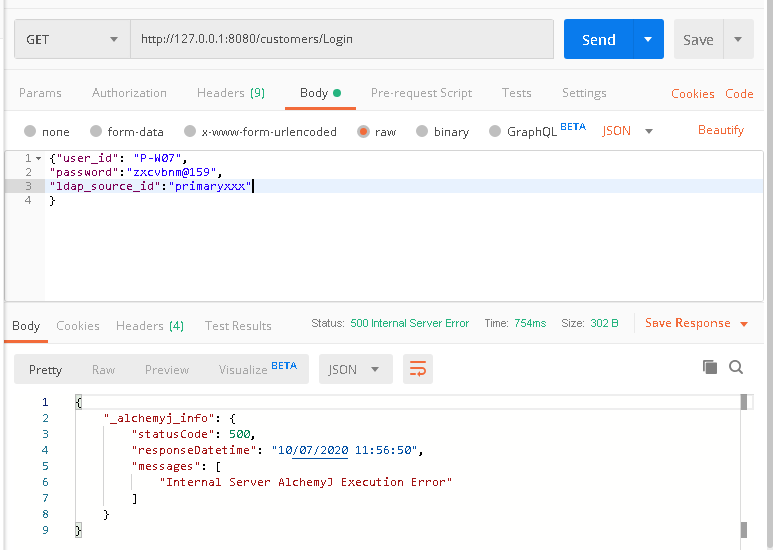 GET http://127.0.0.1:8080/customers/Login Send Save
Params Authorization Headers (9) Body Pre-request Script Tests Settings Cookies Code
none form-data x-www-form-urlencoded raw binary GraphQL BETA JSON Beautify
1 {"user_id": "P-W07",
2 "password":"zxcvbnm@159",
3 "ldap_source_id":"primaryxxx"
4 }
Body Cookies Headers (4) Test Results Status: 500 Internal Server Error Time: 754ms Size: 302 B Save Response
Pretty Raw Preview Visualize BETA JSON
1 {
2 "_alchemyj_info": {
3 "statusCode": 500,
4 "responseDatetime": "10/07/2020 11:56:50",
5 "messages": [
6 "Internal Server AlchemyJ Execution Error"
7 ]
8 }
9 }